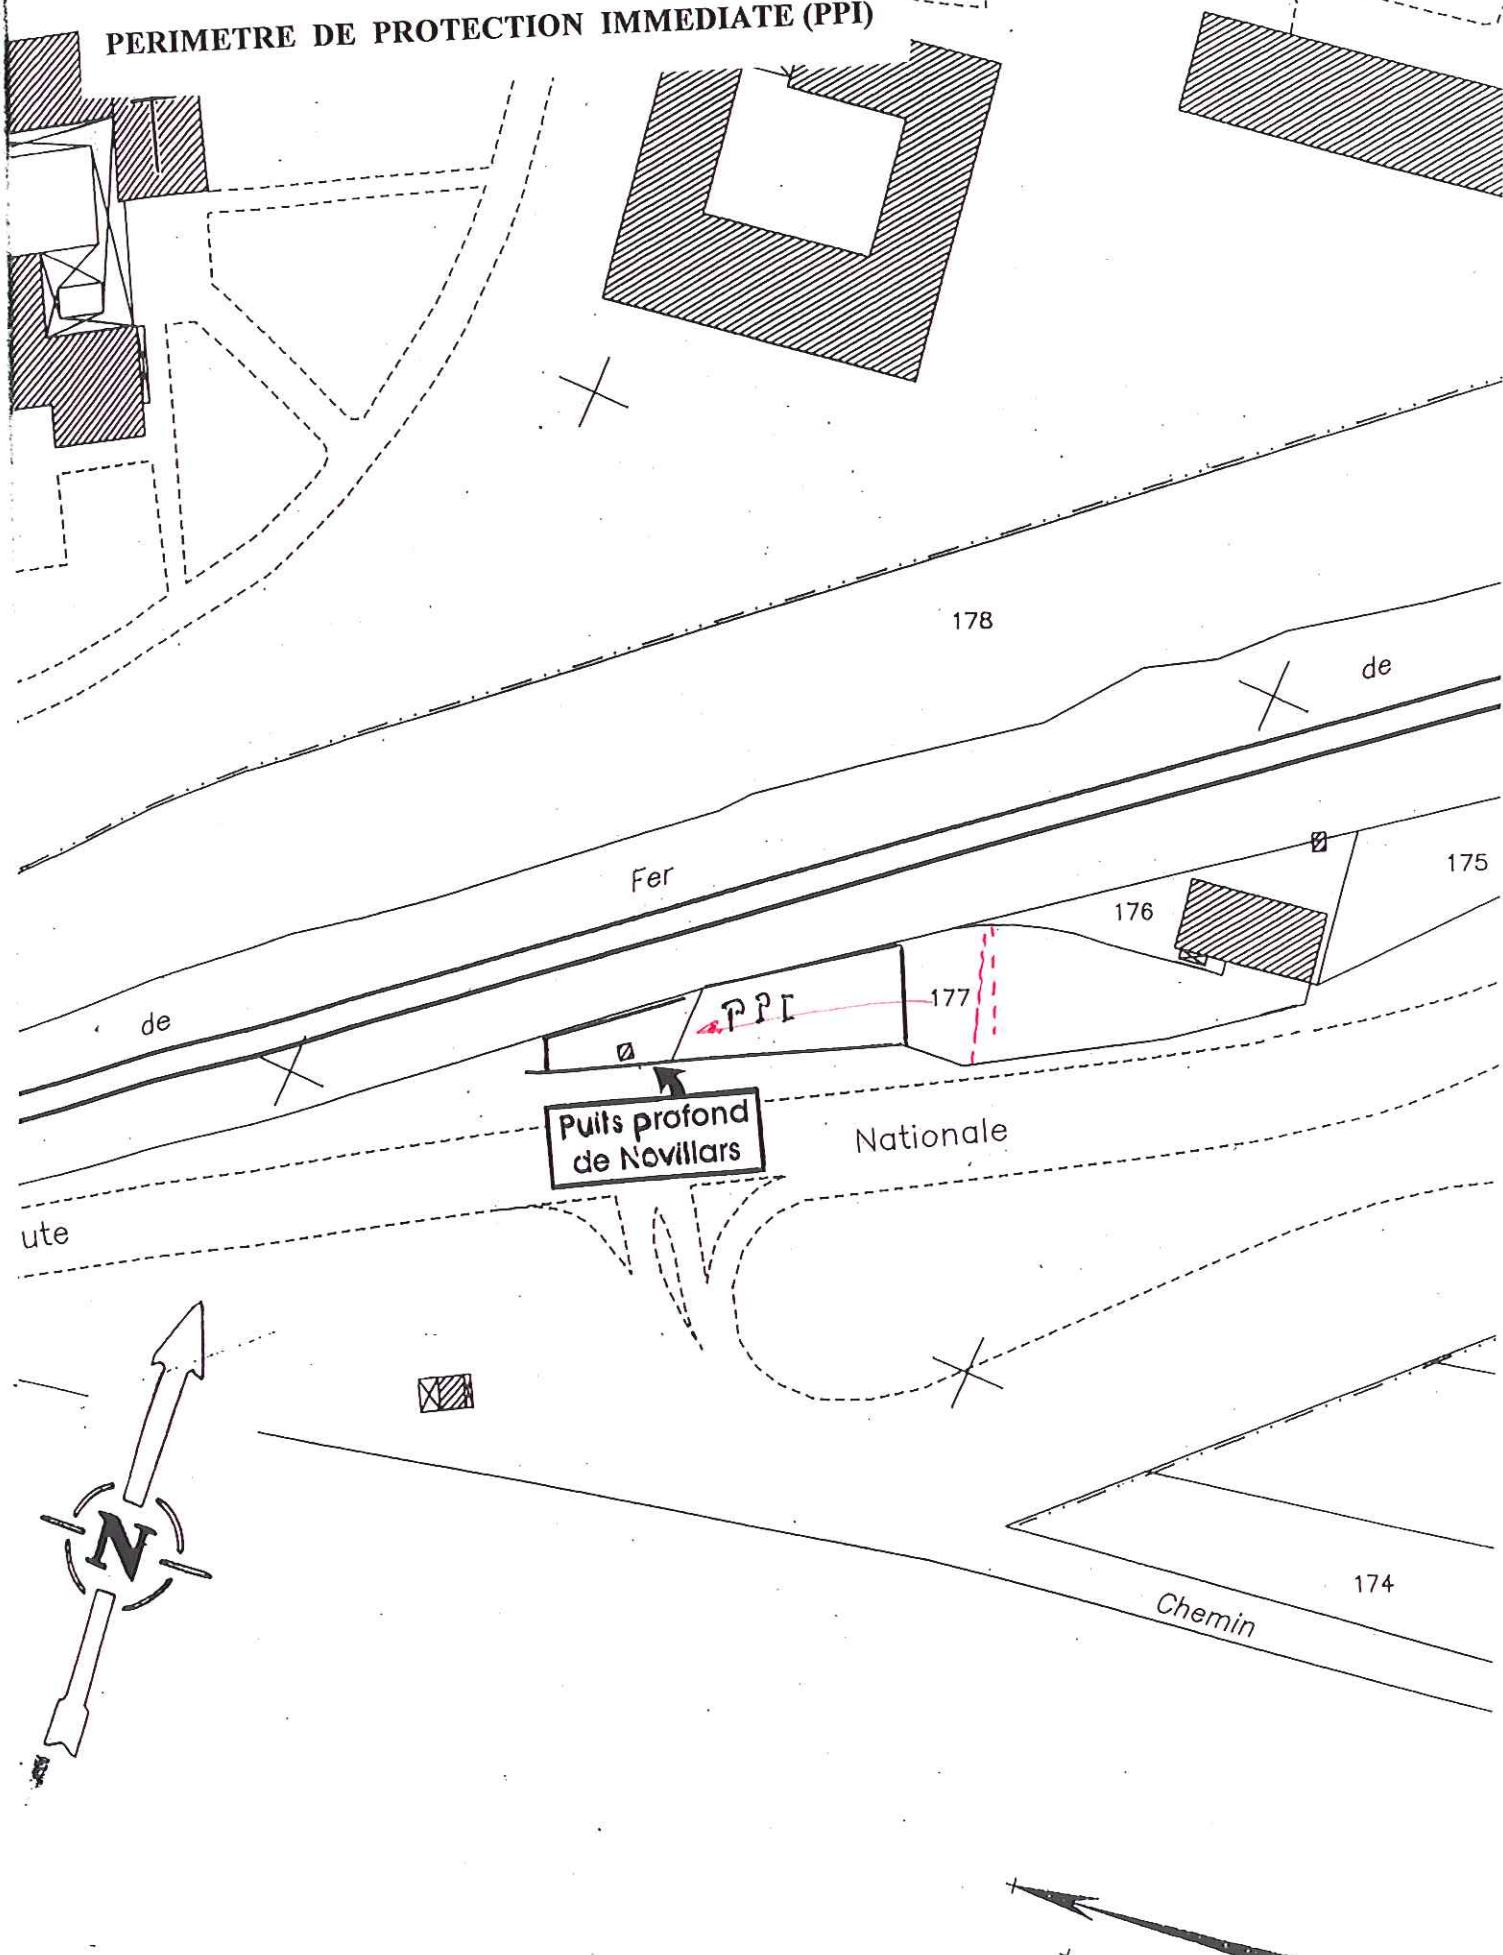 PERIMETRE DE PROTECTION IMMEDIATE (PPI)
178
de
Fer
175
176
177
PPI
de
Puits profond
de Novillars
Nationale
ute
N
174
Chemin